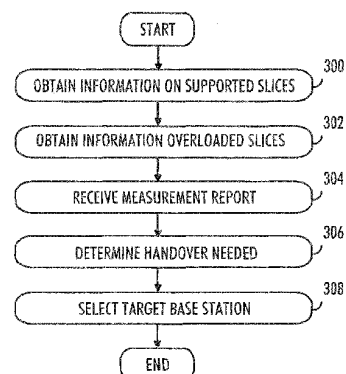 START
OBTAIN INFORMATION ON SUPPORTED SLICES
300
OBTAIN INFORMATION OVERLOADED SLICES
302
RECEIVE MEASUREMENT REPORT
304
DETERMINE HANDOVER NEEDED
306
SELECT TARGET BASE STATION
308
END